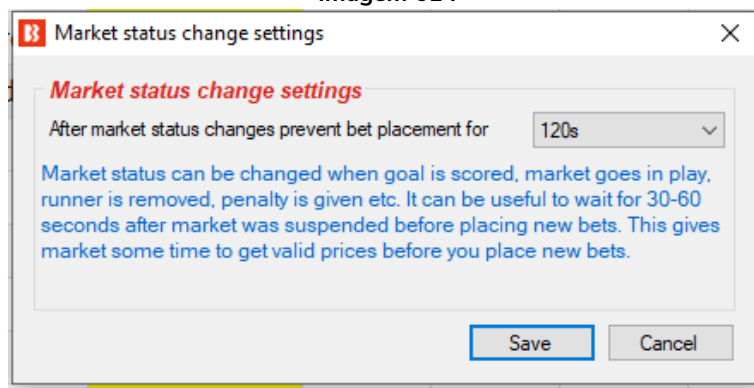 Market status change settings
Market status change settings
After market status changes prevent bet placement for 120s
Market status can be changed when goal is scored, market goes in play,
runner is removed, penalty is given etc. It can be useful to wait for 30-60
seconds after market was suspended before placing new bets. This gives
market some time to get valid prices before you place new bets.
Save Cancel